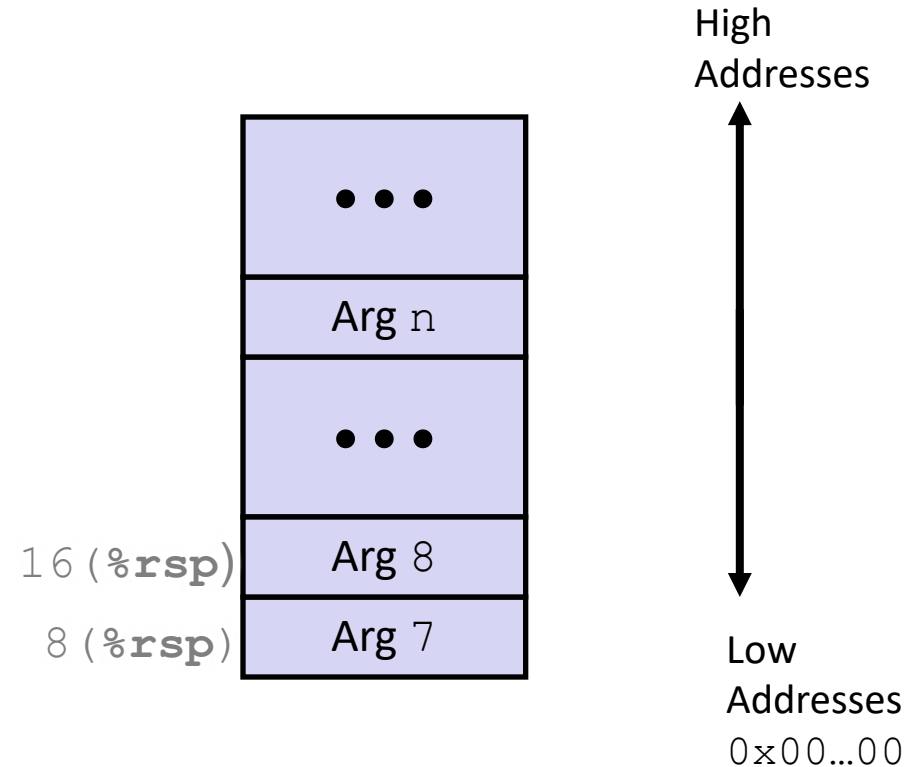 High
Addresses
•••
Arg n
•••
16(%rsp) Arg 8
8(%rsp) Arg 7
Low
Addresses
0x00…00